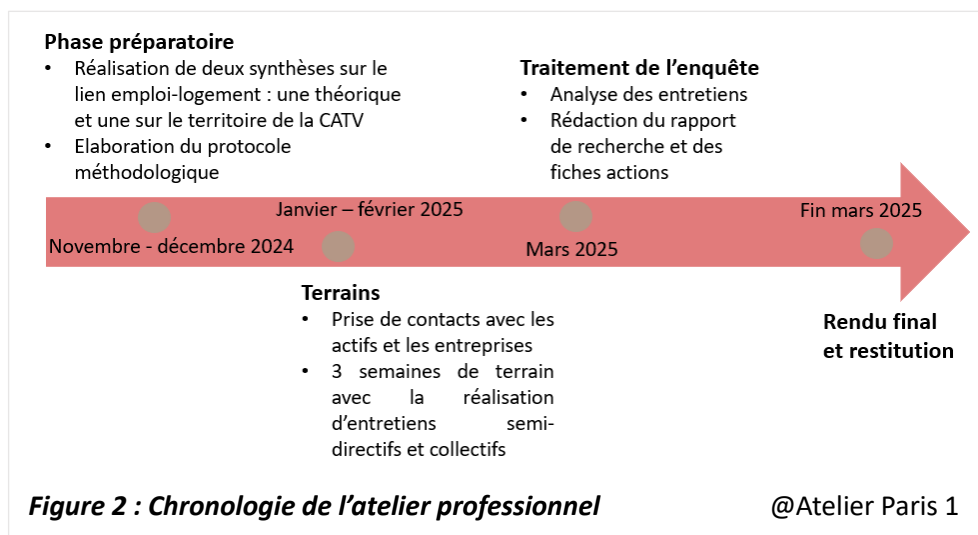 Phase préparatoire
• Réalisation de deux synthèses sur le
lien emploi-logement : une théorique
et une sur le territoire de la CATV
• Elaboration du protocole
méthodologique
Traitement de l’enquête
• Analyse des entretiens
• Rédaction du rapport
de recherche et des
fiches actions
Novembre - décembre 2024
Janvier – février 2025
Mars 2025
Fin mars 2025
Terrains
• Prise de contacts avec les
actifs et les entreprises
• 3 semaines de terrain
avec la réalisation
d’entretiens semi-
directifs et collectifs
Rendu final
et restitution
Figure 2 : Chronologie de l’atelier professionnel
@Atelier Paris 1